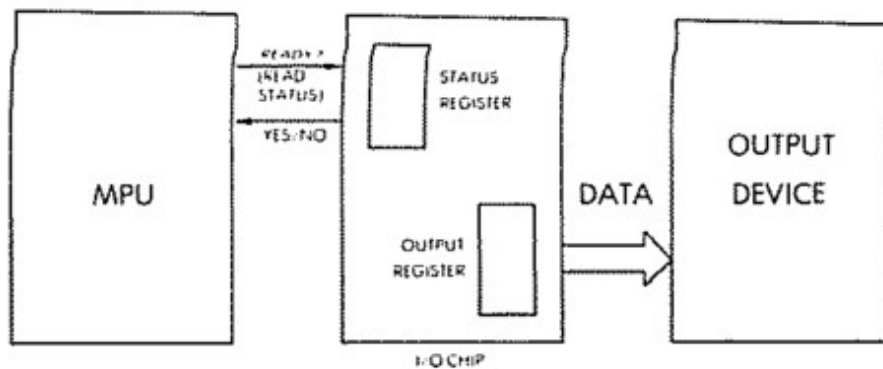 MPU
READY?
(READ
STATUS)
YES/NO
STATUS
REGISTER
OUTPUT
REGISTER
I/O CHIP
DATA
OUTPUT
DEVICE